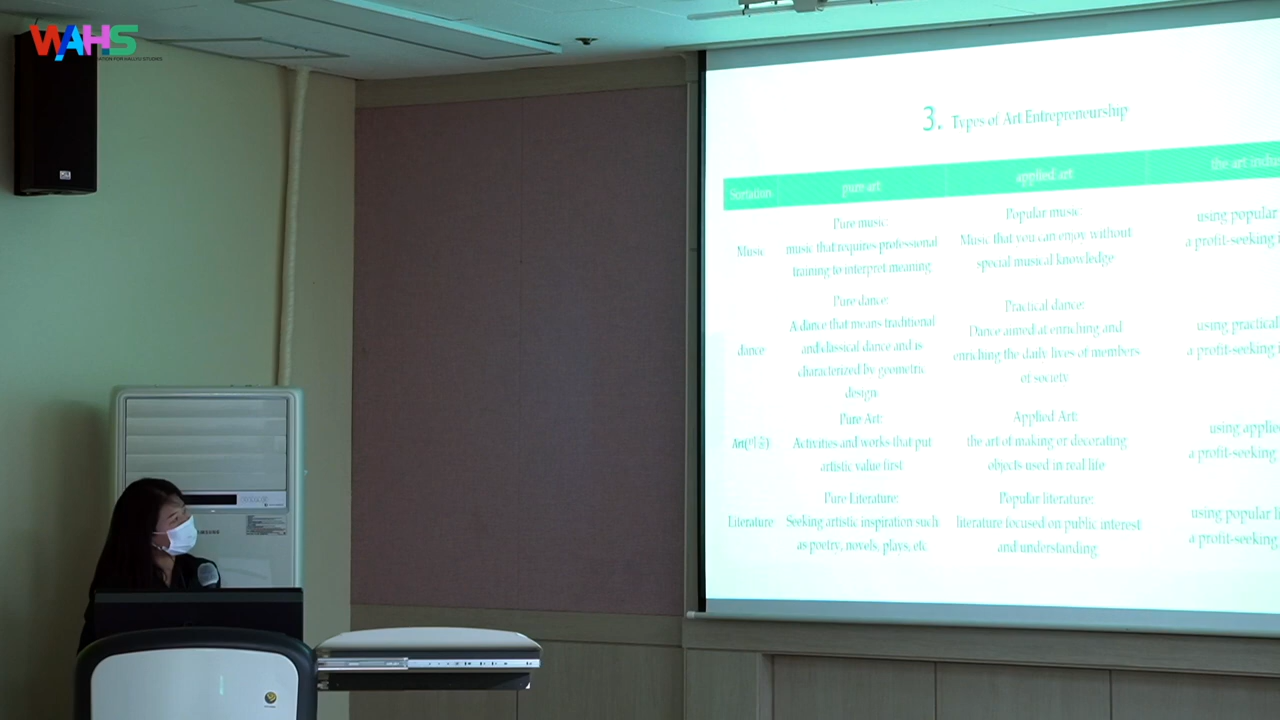 WAHS
3. Types of Art Entrepreneurship
Sortation pure art applied art the art
Music
Pure music:
music that requires professional
training to interpret meaning
Popular music:
Music that you can enjoy without
special musical knowledge
using popular
a profit-seeking
dance
Pure dance:
A dance that means traditional
and classical dance and is
characterized by geometric
design
Practical dance:
Dance aimed at enriching and
enriching the daily lives of members
of society
using practical
a profit-seeking
Art(미술)
Pure Art:
Activities and works that put
artistic value first
Applied Art:
the art of making or decorating
objects used in real life
using
a profit-seeking
Literature
Pure Literature:
Seeking artistic inspiration such
as poetry, novels, plays, etc
Popular literature:
literature focused on public interest
and understanding
using popular
a profit-seeking
SAMSUNG